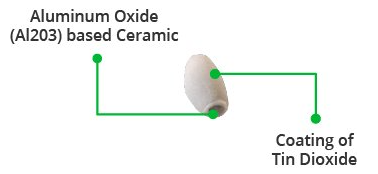 Aluminum Oxide
(Al203) based Ceramic
Coating of
Tin Dioxide